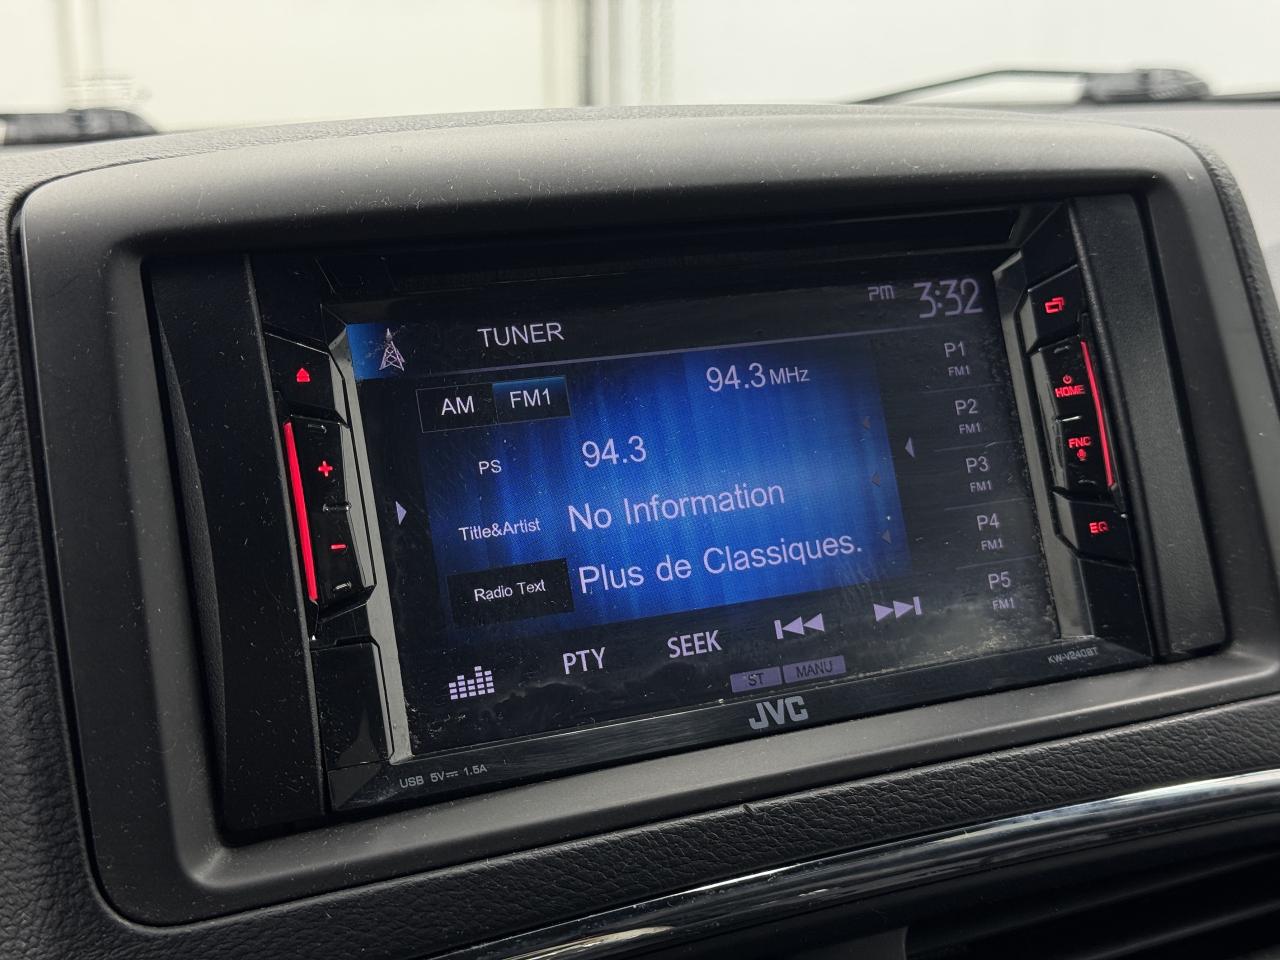 TUNER
PM 3:32
AM FM1
94.3 MHz
PS 94.3
Title&Artist No Information
Radio Text Plus de Classiques.
P1
FM1
P2
FM1
P3
FM1
P4
FM1
P5
FM1
PTY SEEK
ST MANU
JVC
KW-V240BT
USB 5V 1.5A
+
-
HOME
FNC
EQ